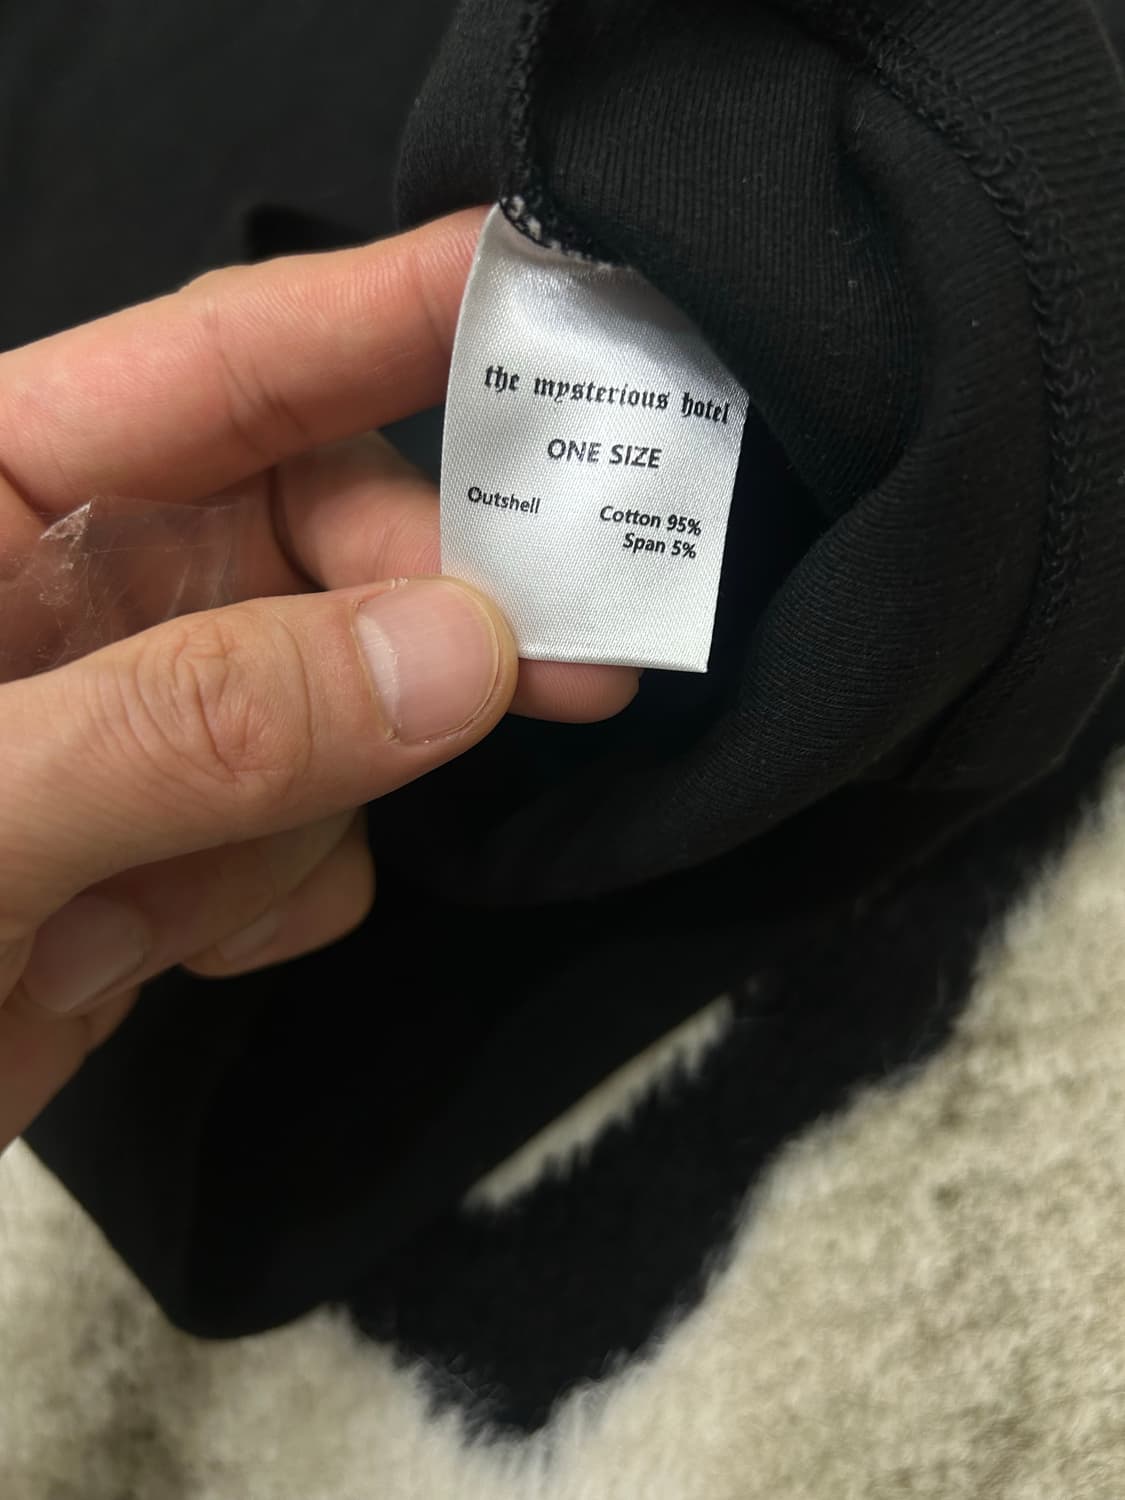 the mysterious hotel
ONE SIZE
Outshell Cotton 95%
Span 5%